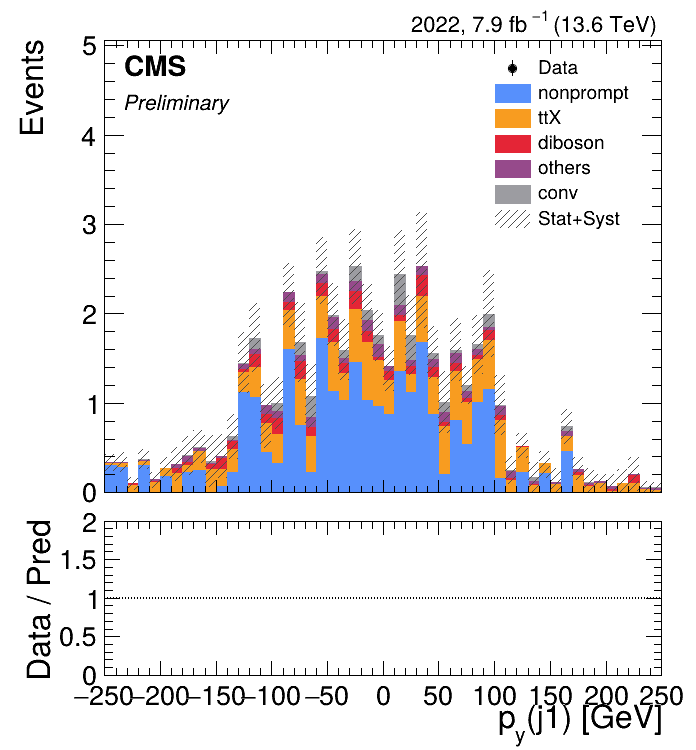 2022, 7.9 fb⁻¹ (13.6 TeV)
CMS
Preliminary
Data
nonprompt
ttX
diboson
others
conv
Stat+Syst
Events
5
4
3
2
1
0
Data / Pred
2
1.5
1
0.5
0
−250 −200 −150 −100 −50 0 50 100 150 200 250
p_y(j1) [GeV]